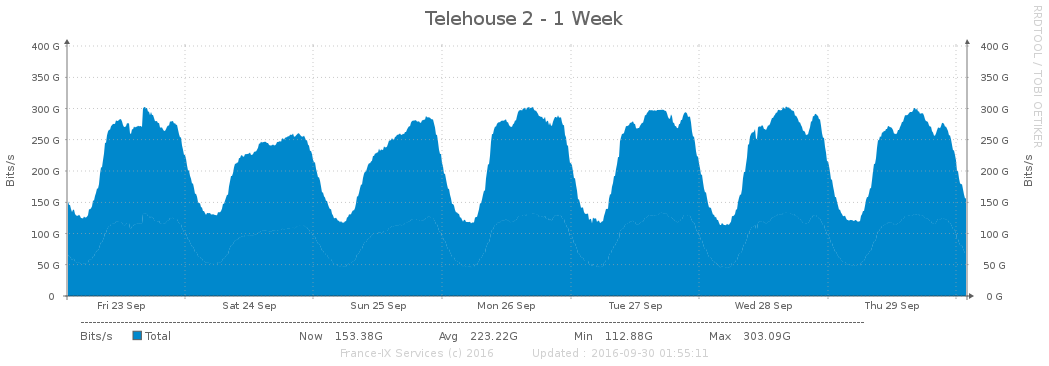 Telehouse 2 - 1 Week
RRDTOOL / TOBI OETIKER
Bits/s
400 G 400 G
350 G 350 G
300 G 300 G
250 G 250 G
200 G 200 G
150 G 150 G
100 G 100 G
50 G 50 G
0 0 G
Bits/s
Fri 23 Sep Sat 24 Sep Sun 25 Sep Mon 26 Sep Tue 27 Sep Wed 28 Sep Thu 29 Sep
Bits/s Total Now 153.38G Avg 223.22G Min 112.88G Max 303.09G
France-IX Services (c) 2016 Updated : 2016-09-30 01:55:11